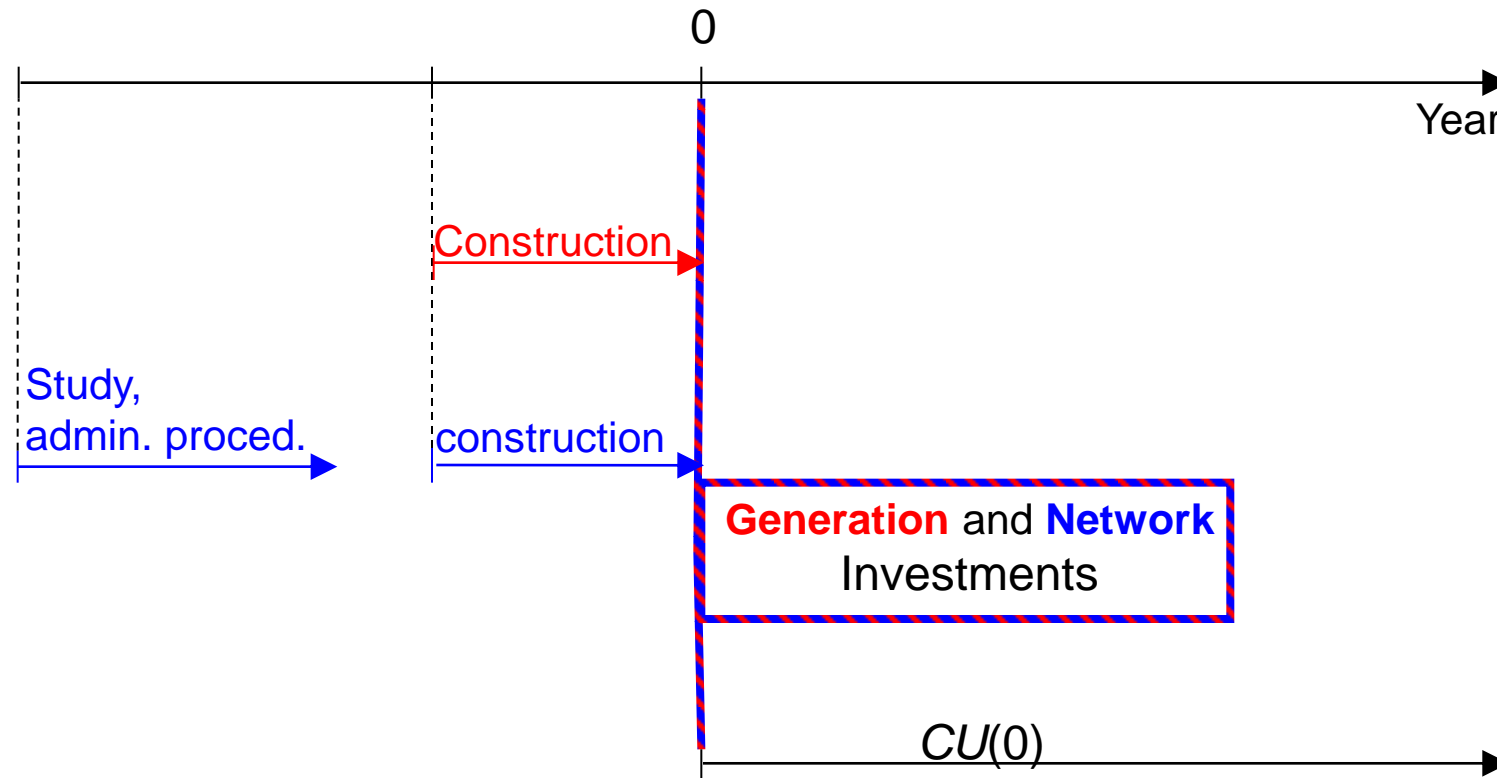 0
Year
Construction
Study,
admin. proced.
construction
Generation and Network
Investments
CU(0)